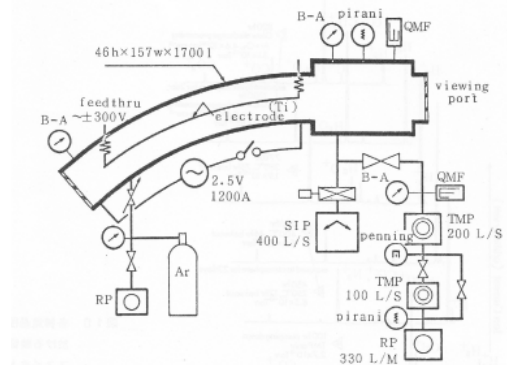 B-A pirani
QMF
46h×157w×1700l
viewing
port
feedthru
~±300V
B-A
(Ti)
electrode
2.5V
1200A
B-A
QMF
SIP
400 L/S
TMP
200 L/S
penning
Ar
RP
TMP
100 L/S
pirani
RP
330 L/M